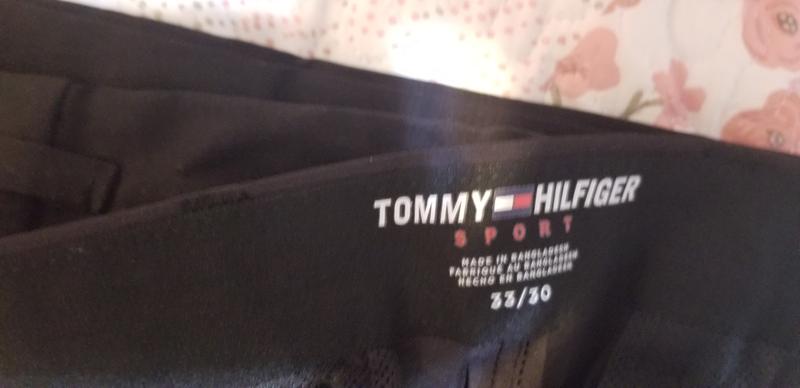 TOMMY HILFIGER
SPORT
MADE IN BANGLADESH
FABRIQUÉ AU BANGLADESH
HECHO EN BANGLADESH
33/30